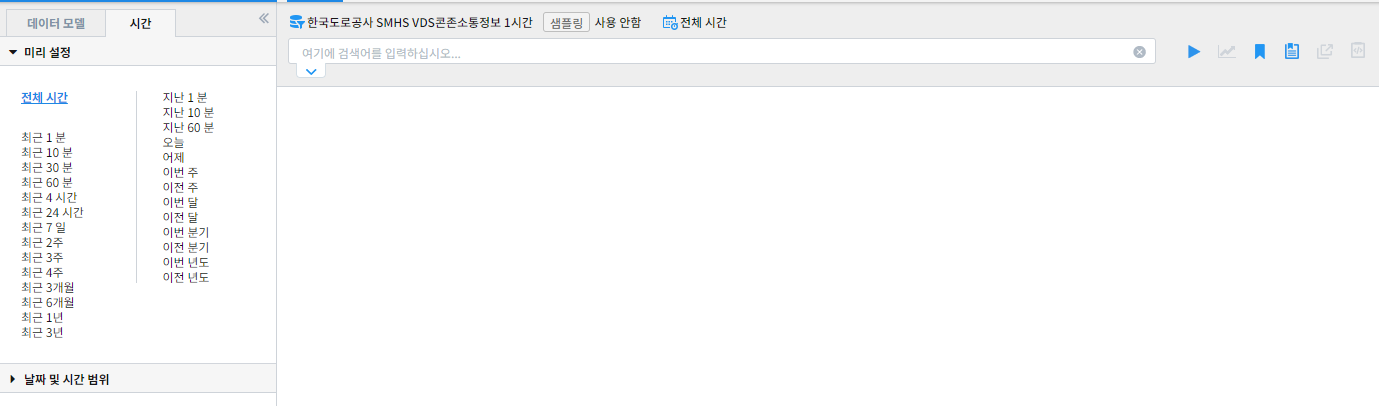 데이터 모델
시간
미리 설정
전체 시간
최근 1 분
최근 10 분
최근 30 분
최근 60 분
최근 4 시간
최근 24 시간
최근 7 일
최근 2주
최근 3주
최근 4주
최근 3개월
최근 6개월
최근 1년
최근 3년
지난 1 분
지난 10 분
지난 60 분
오늘
어제
이번 주
이전 주
이번 달
이전 달
이번 분기
이전 분기
이번 년도
이전 년도
날짜 및 시간 범위
한국도로공사 SMHS VDS콘존소통정보 1시간 샘플링 사용 안함 전체 시간
여기에 검색어를 입력하십시오...